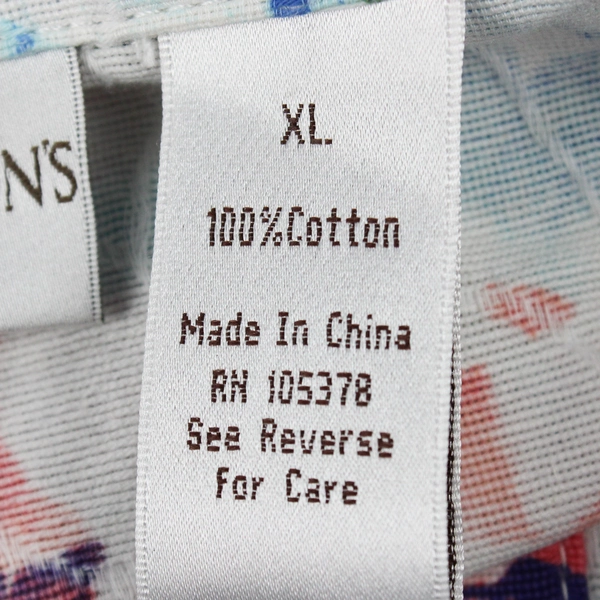 N'S
XL
100%Cotton
Made In China
RN 105378
See Reverse
For Care